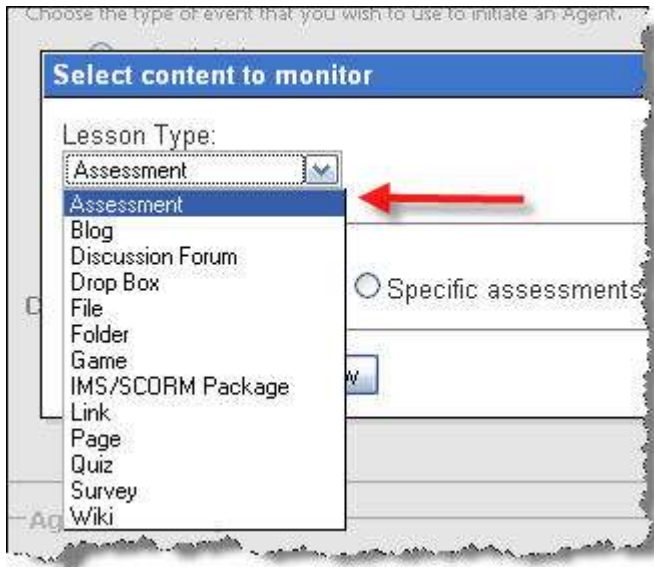 Choose the type of event that you wish to use to initiate an Agent.
Select content to monitor
Lesson Type:
Assessment
Assessment
Blog
Discussion Forum
Drop Box
File
Folder
Game
IMS/SCORM Package
Link
Page
Quiz
Survey
Wiki
Specific assessments